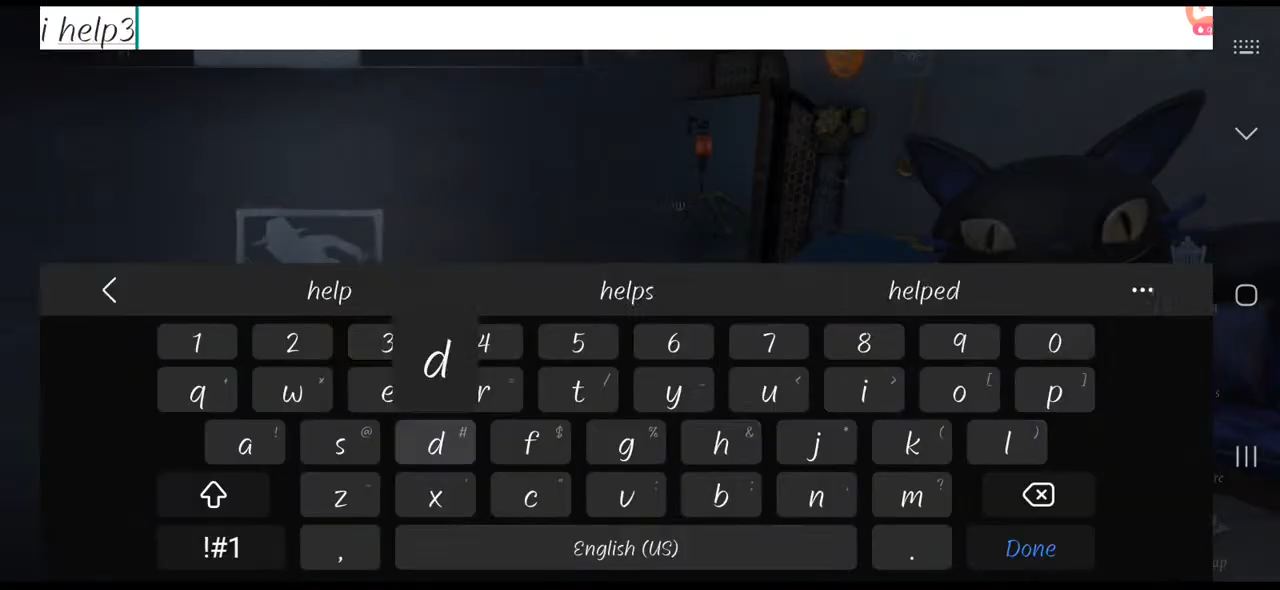 i help3
help helps helped
d
1 2 3 4 5 6 7 8 9 0
q w e r t y u i o p
a s d f g h j k l
z x c v b n m
!#1 , English (US) . Done